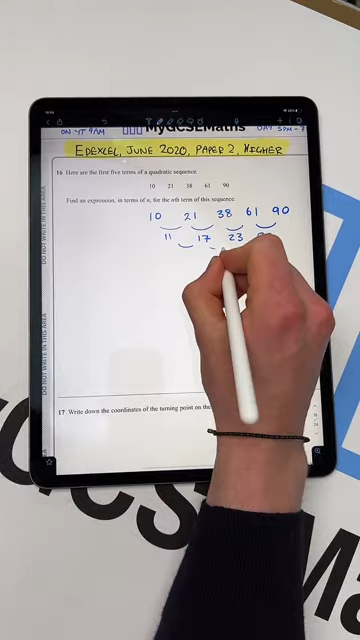 ON YT 9AM MyGCSEMaths DAY 5PM-7
EDEXCEL, JUNE 2020, PAPER 2, HIGHER
16 Here are the first five terms of a quadratic sequence.
10 21 38 61 90
Find an expression, in terms of n, for the nth term of this sequence.
10 21 38 61 90
11 17 23
17 Write down the coordinates of the turning point on the
DO NOT WRITE IN THIS AREA
DO NOT WRITE IN THIS AREA